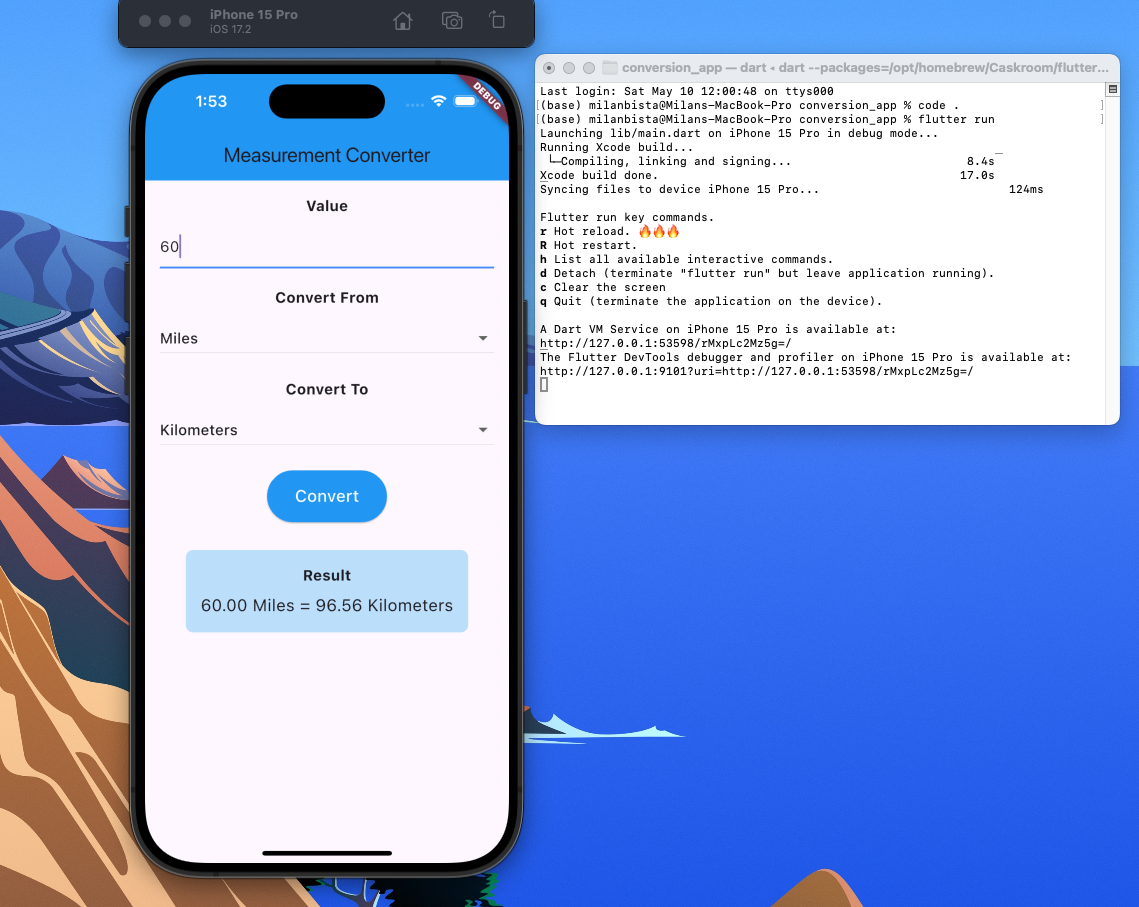 iPhone 15 Pro
iOS 17.2
1:53
DEBUG
Measurement Converter
Value
60
Convert From
Miles
Convert To
Kilometers
Convert
Result
60.00 Miles = 96.56 Kilometers
conversion_app — dart ◂ dart --packages=/opt/homebrew/Caskroom/flutter...
Last login: Sat May 10 12:00:48 on ttys000
[(base) milanbista@Milans-MacBook-Pro conversion_app % code . ]
[(base) milanbista@Milans-MacBook-Pro conversion_app % flutter run ]
Launching lib/main.dart on iPhone 15 Pro in debug mode...
Running Xcode build...
└─Compiling, linking and signing... 8.4s
Xcode build done. 17.0s
Syncing files to device iPhone 15 Pro... 124ms
Flutter run key commands.
r Hot reload. 🔥🔥🔥
R Hot restart.
h List all available interactive commands.
d Detach (terminate "flutter run" but leave application running).
c Clear the screen
q Quit (terminate the application on the device).
A Dart VM Service on iPhone 15 Pro is available at:
http://127.0.0.1:53598/rMxpLc2Mz5g=/
The Flutter DevTools debugger and profiler on iPhone 15 Pro is available at:
http://127.0.0.1:9101?uri=http://127.0.0.1:53598/rMxpLc2Mz5g=/